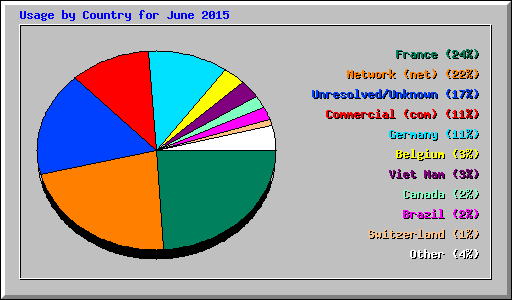 Usage by Country for June 2015
France (24%)
Network (net) (22%)
Unresolved/Unknown (17%)
Commercial (com) (11%)
Germany (11%)
Belgium (3%)
Viet Nam (3%)
Canada (2%)
Brazil (2%)
Switzerland (1%)
Other (4%)